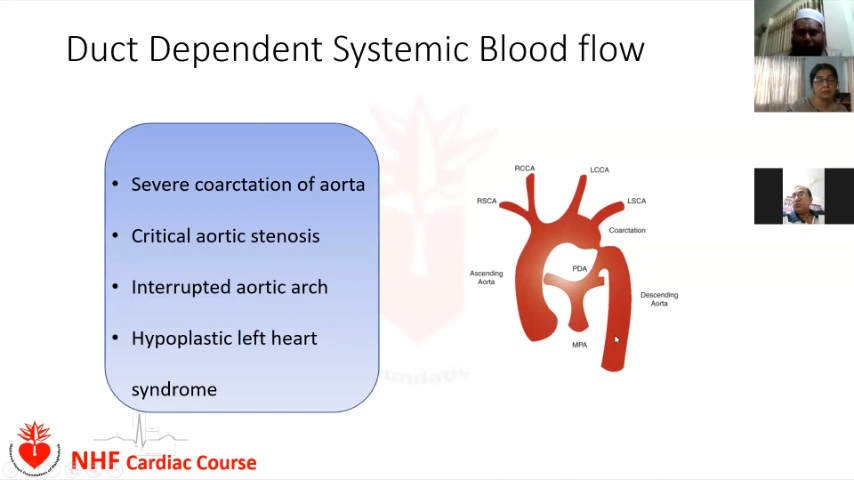 Duct Dependent Systemic Blood flow
• Severe coarctation of aorta
• Critical aortic stenosis
• Interrupted aortic arch
• Hypoplastic left heart
syndrome
RCCA
LCCA
RSCA
LSCA
Coarctation
Ascending
Aorta
PDA
Descending
Aorta
MPA
NHF Cardiac Course